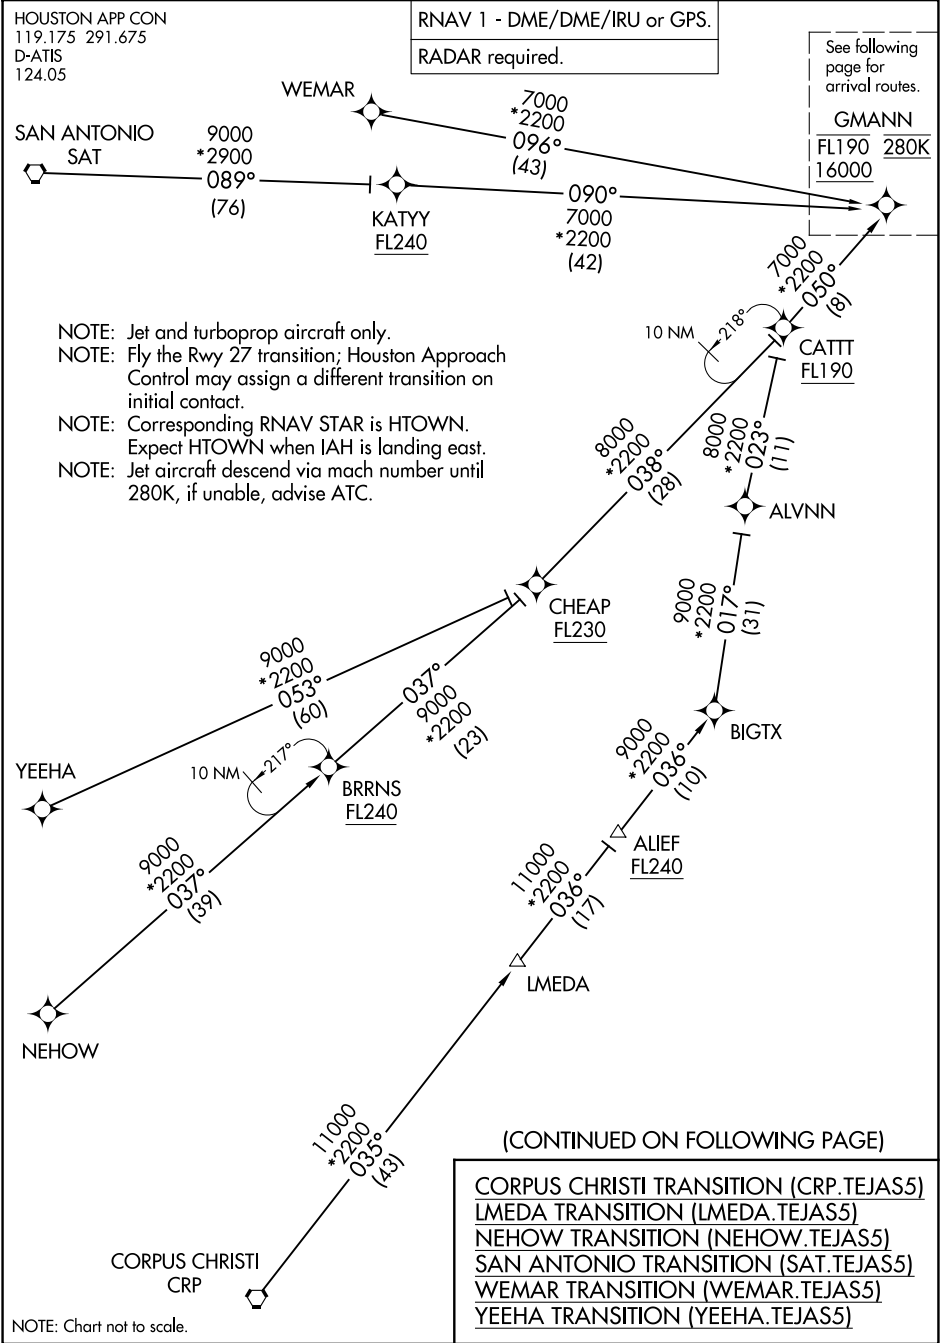 HOUSTON APP CON
119.175 291.675
D-ATIS
124.05
RNAV 1 - DME/DME/IRU or GPS.
RADAR required.
See following
page for
arrival routes.
GMANN
FL190 280K
16000
WEMAR
7000
*2200
096°
(43)
SAN ANTONIO
SAT
9000
*2900
089°
(76)
KATYY
FL240
090°
7000
*2200
(42)
7000
*2200
050°
(8)
NOTE: Jet and turboprop aircraft only.
NOTE: Fly the Rwy 27 transition; Houston Approach
Control may assign a different transition on
initial contact.
NOTE: Corresponding RNAV STAR is HTOWN.
Expect HTOWN when IAH is landing east.
NOTE: Jet aircraft descend via mach number until
280K, if unable, advise ATC.
10 NM
218°
CATTT
FL190
8000
*2200
038°
(28)
8000
*2200
023°
(11)
ALVNN
CHEAP
FL230
9000
*2200
017°
(31)
9000
*2200
053°
(60)
037°
9000
*2200
(23)
BIGTX
YEEHA
10 NM
217°
BRRNS
FL240
9000
*2200
036°
(10)
ALIEF
FL240
9000
*2200
037°
(39)
11000
*2200
036°
(17)
LMEDA
NEHOW
11000
*2200
035°
(43)
CORPUS CHRISTI
CRP
(CONTINUED ON FOLLOWING PAGE)
CORPUS CHRISTI TRANSITION (CRP.TEJAS5)
LMEDA TRANSITION (LMEDA.TEJAS5)
NEHOW TRANSITION (NEHOW.TEJAS5)
SAN ANTONIO TRANSITION (SAT.TEJAS5)
WEMAR TRANSITION (WEMAR.TEJAS5)
YEEHA TRANSITION (YEEHA.TEJAS5)
NOTE: Chart not to scale.